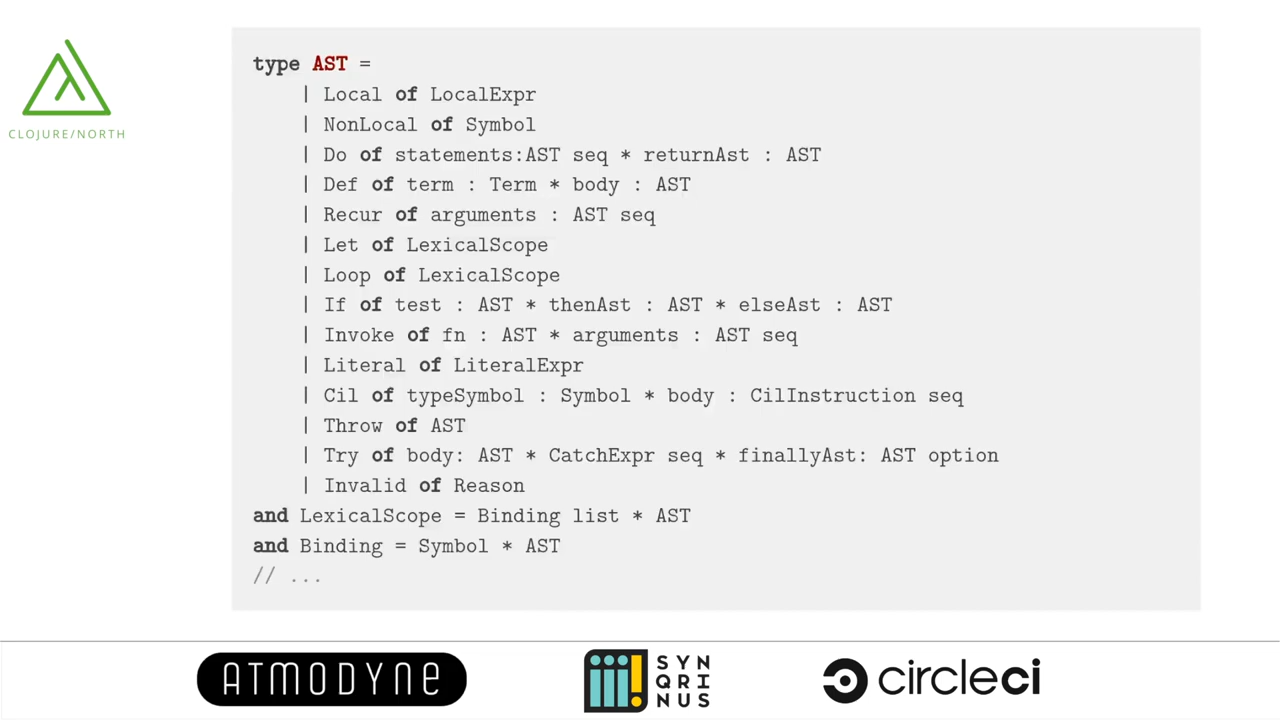 CLOJURE/NORTH
type AST =
| Local of LocalExpr
| NonLocal of Symbol
| Do of statements:AST seq * returnAst : AST
| Def of term : Term * body : AST
| Recur of arguments : AST seq
| Let of LexicalScope
| Loop of LexicalScope
| If of test : AST * thenAst : AST * elseAst : AST
| Invoke of fn : AST * arguments : AST seq
| Literal of LiteralExpr
| Cil of typeSymbol : Symbol * body : CilInstruction seq
| Throw of AST
| Try of body: AST * CatchExpr seq * finallyAst: AST option
| Invalid of Reason
and LexicalScope = Binding list * AST
and Binding = Symbol * AST
// ...
ATMODYNE
SYN
QRI
NUS
circleci